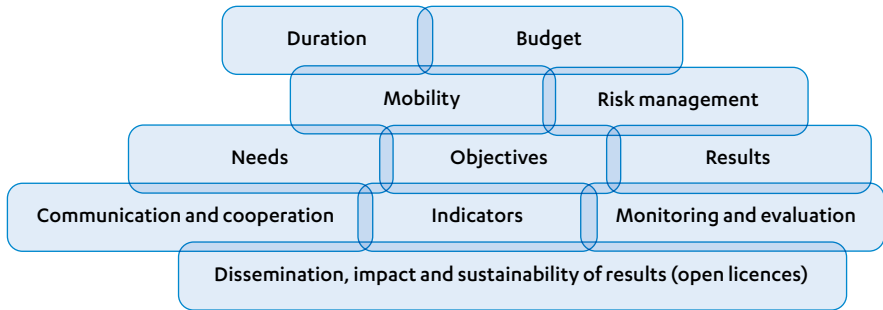 Duration
Budget
Mobility
Risk management
Needs
Objectives
Results
Communication and cooperation
Indicators
Monitoring and evaluation
Dissemination, impact and sustainability of results (open licences)